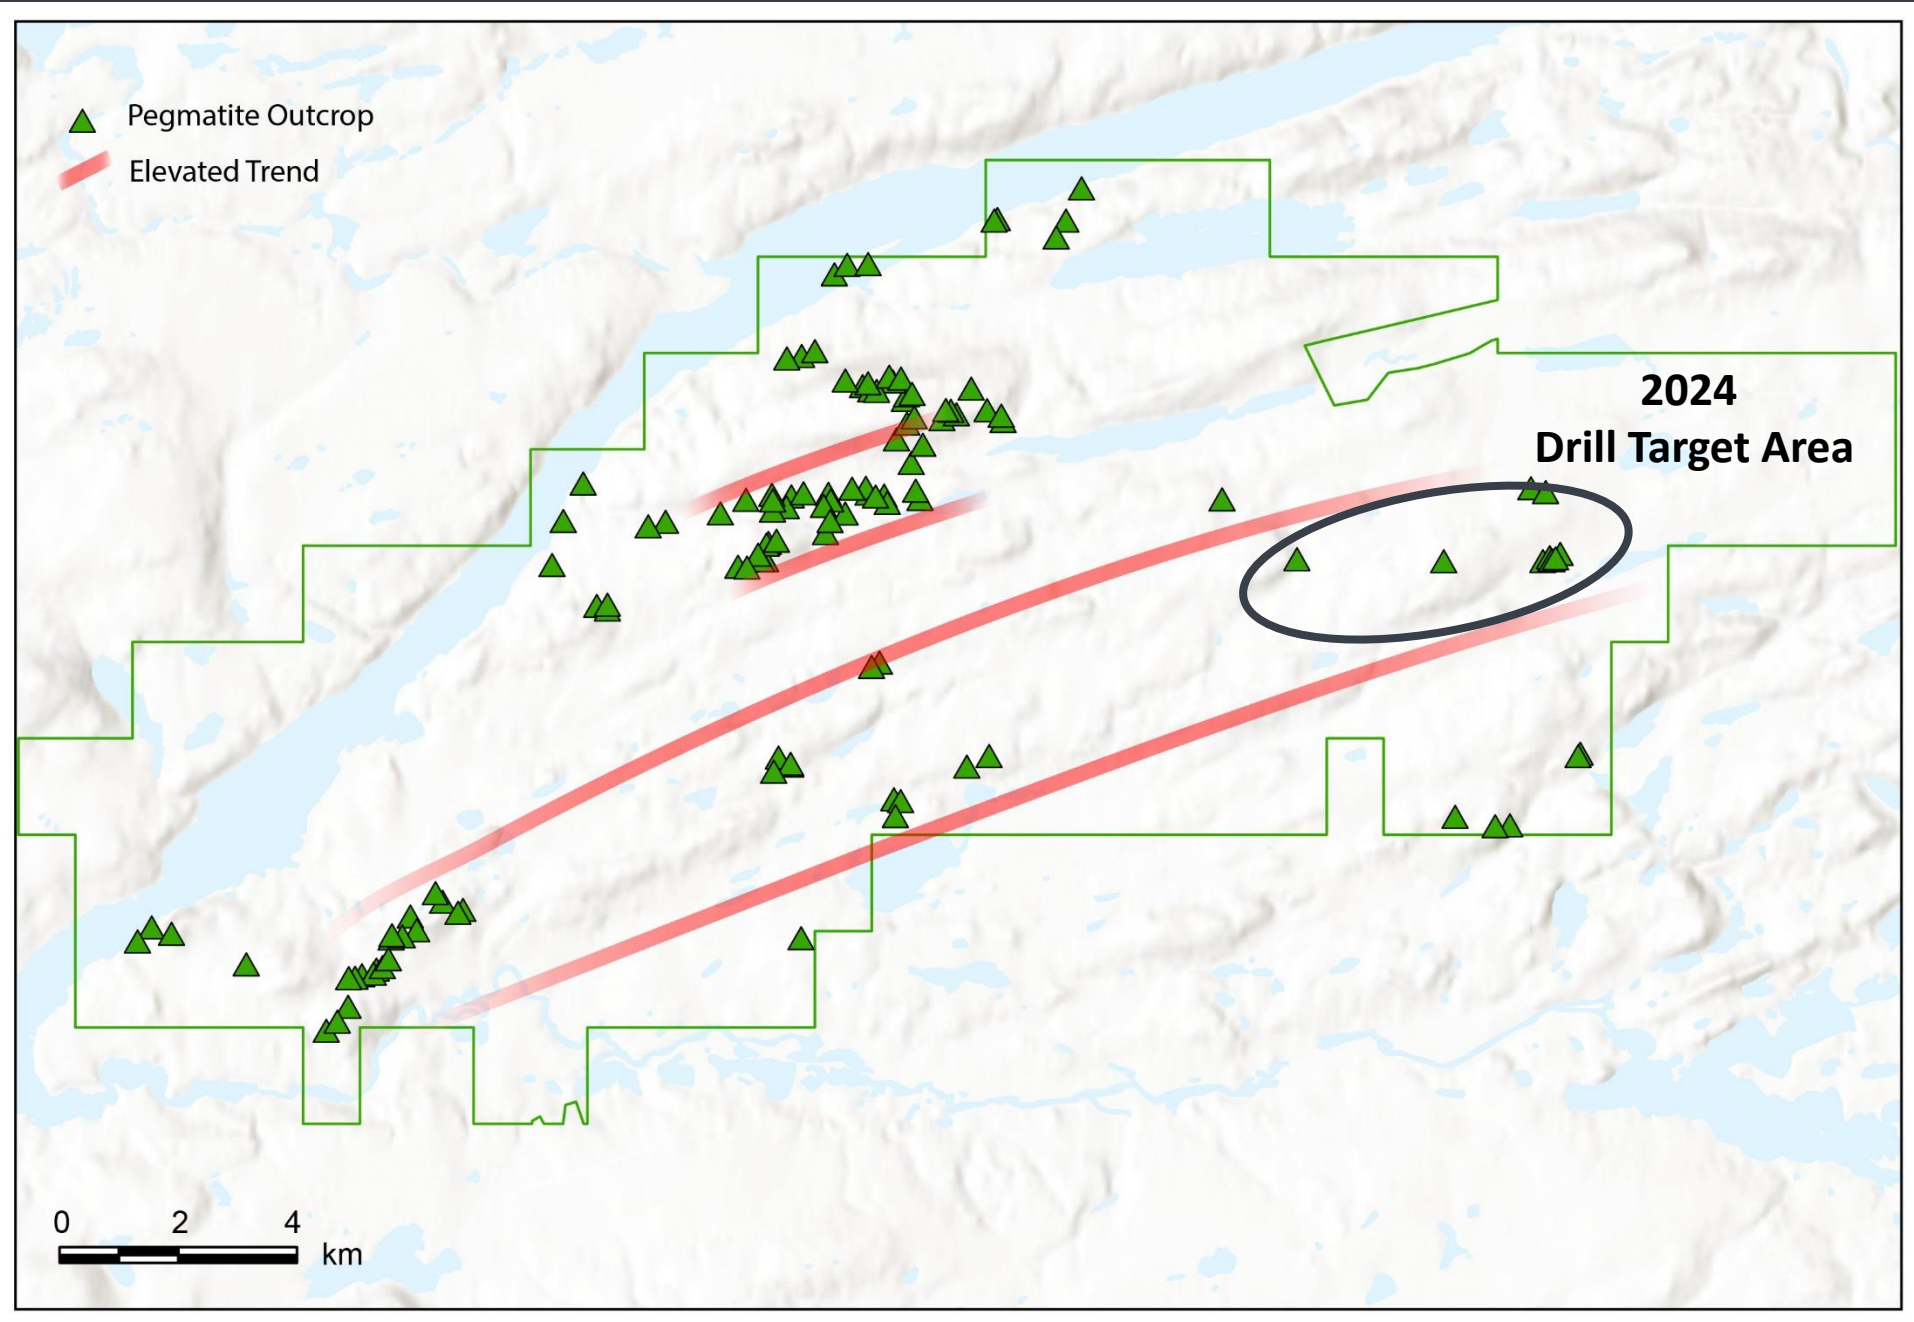 Pegmatite Outcrop
Elevated Trend
2024
Drill Target Area
0 2 4
km